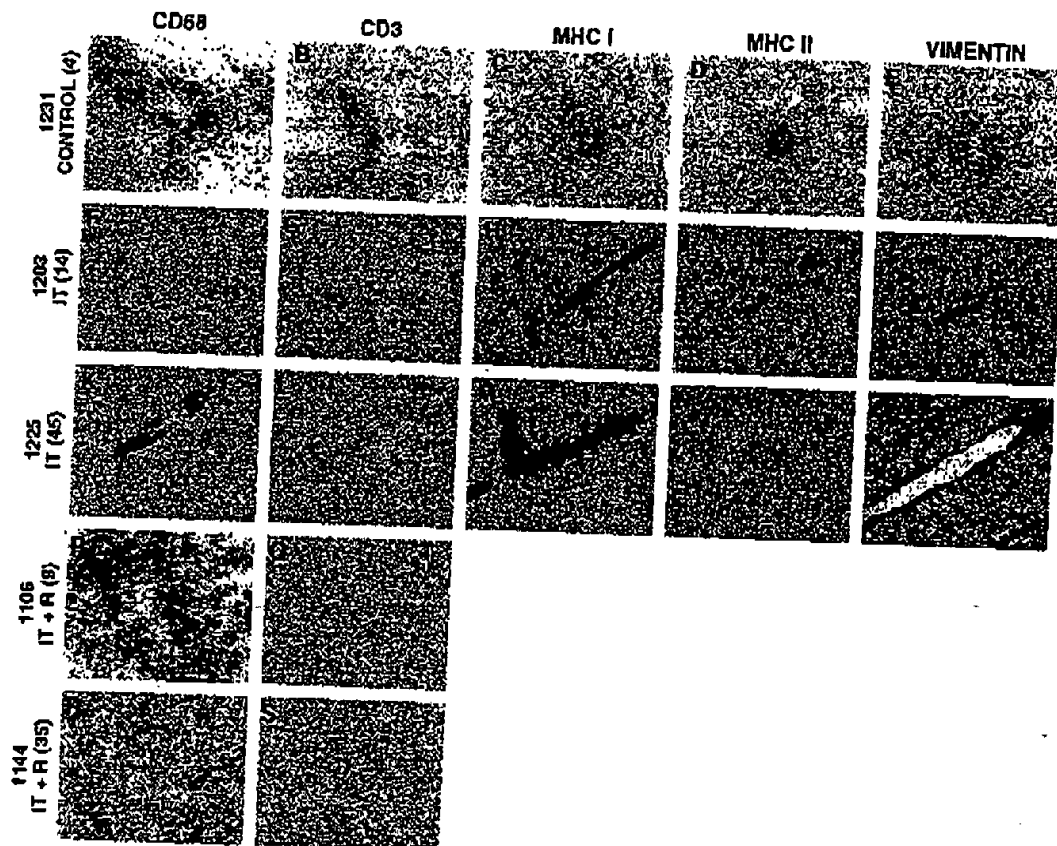 CD68 CD3 MHC I MHC II VIMENTIN
1231
CONTROL (4)
B
D
1203
IT (14)
1225
IT (45)
1106
IT + R (8)
1144
IT + R (35)